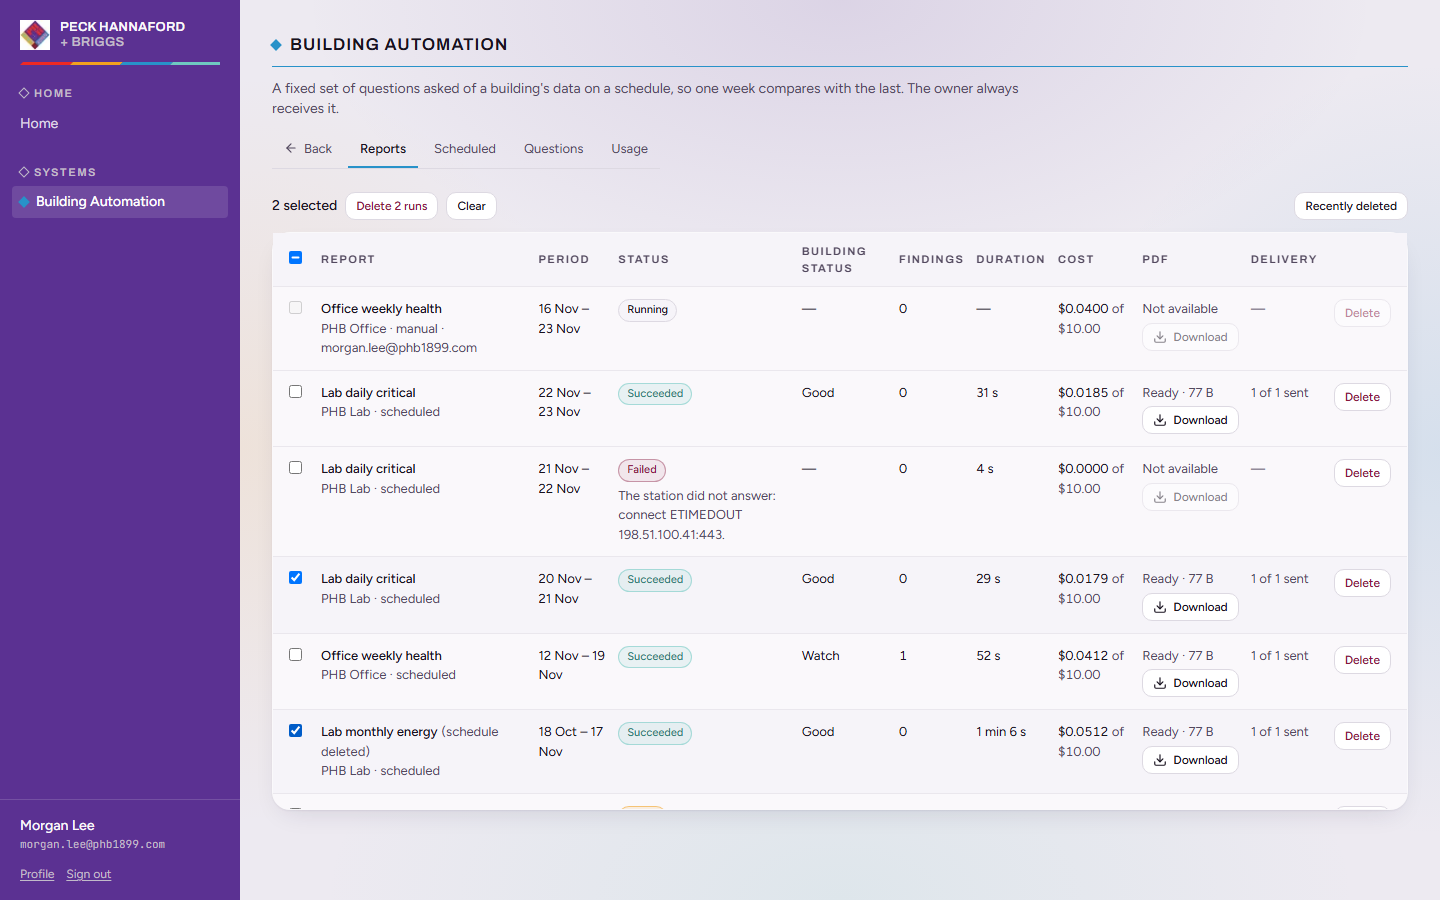 PECK HANNAFORD
+ BRIGGS
HOME
Home
SYSTEMS
Building Automation
Morgan Lee
morgan.lee@phb1899.com
Profile Sign out
BUILDING AUTOMATION
A fixed set of questions asked of a building's data on a schedule, so one week compares with the last. The owner always
receives it.
Back Reports Scheduled Questions Usage
2 selected Delete 2 runs Clear Recently deleted
REPORT PERIOD STATUS BUILDING STATUS FINDINGS DURATION COST PDF DELIVERY
Office weekly health 16 Nov – Running — 0 — $0.0400 of Not available — Delete
PHB Office · manual · 23 Nov $10.00 Download
morgan.lee@phb1899.com
Lab daily critical 22 Nov – Succeeded Good 0 31 s $0.0185 of Ready · 77 B 1 of 1 sent Delete
PHB Lab · scheduled 23 Nov $10.00 Download
Lab daily critical 21 Nov – Failed — 0 4 s $0.0000 of Not available — Delete
PHB Lab · scheduled 22 Nov $10.00 Download
The station did not answer:
connect ETIMEDOUT
198.51.100.41:443.
Lab daily critical 20 Nov – Succeeded Good 0 29 s $0.0179 of Ready · 77 B 1 of 1 sent Delete
PHB Lab · scheduled 21 Nov $10.00 Download
Office weekly health 12 Nov – 19 Succeeded Watch 1 52 s $0.0412 of Ready · 77 B 1 of 1 sent Delete
PHB Office · scheduled Nov $10.00 Download
Lab monthly energy (schedule 18 Oct – 17 Succeeded Good 0 1 min 6 s $0.0512 of Ready · 77 B 1 of 1 sent Delete
deleted) Nov $10.00 Download
PHB Lab · scheduled